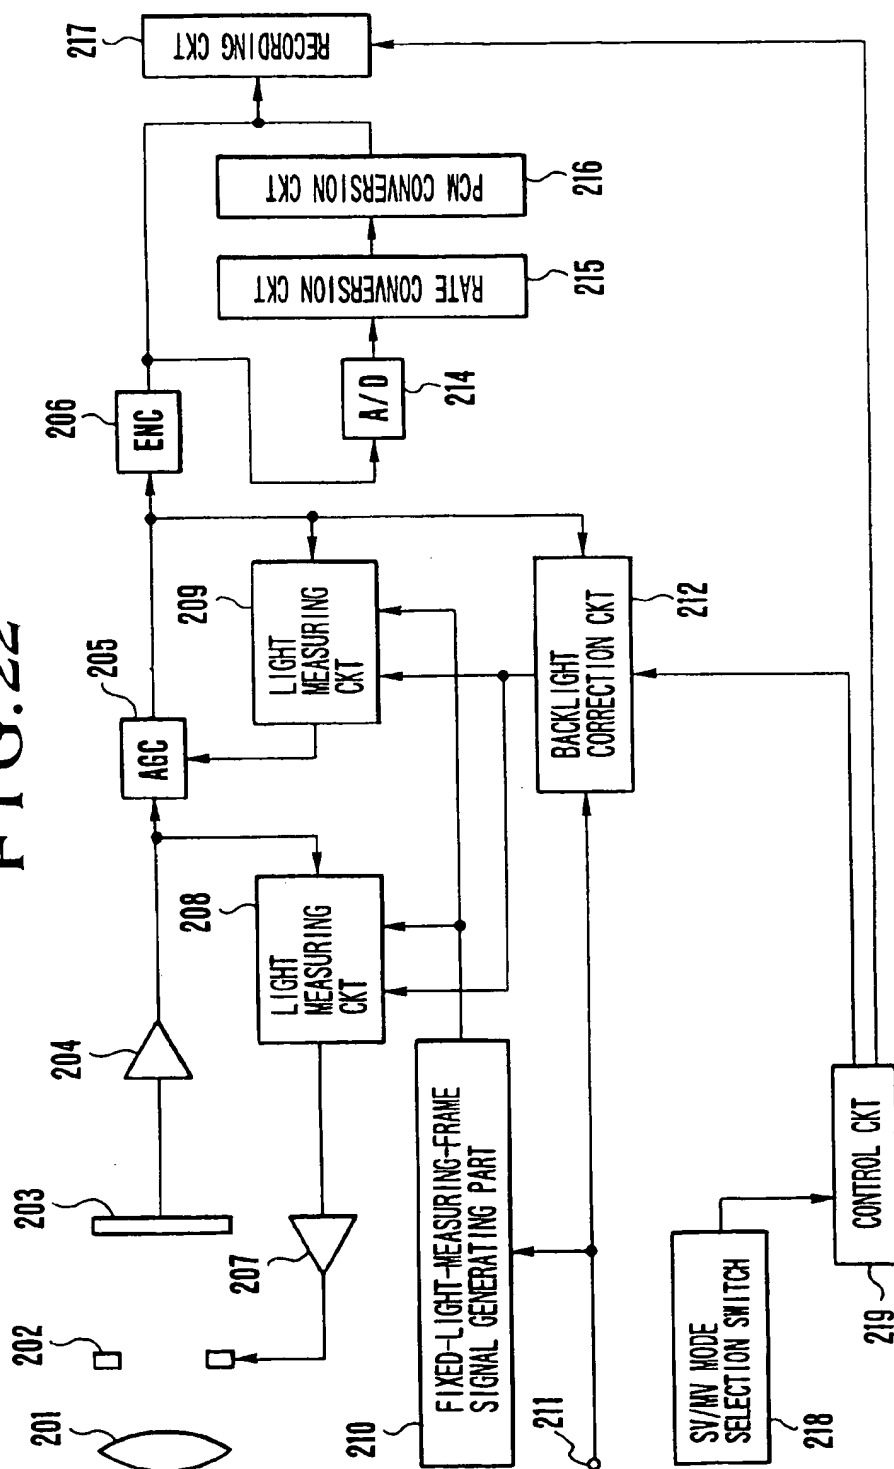 FIG.22
201
202
203
204
205
206
207
208
LIGHT
MEASURING
CKT
209
LIGHT
MEASURING
CKT
AGC
ENC
210
FIXED-LIGHT-MEASURING-FRAME
SIGNAL GENERATING PART
211
BACKLIGHT
CORRECTION CKT
212
A/D
214
RATE CONVERSION CKT
215
PCM CONVERSION CKT
216
RECORDING CKT
217
SV/MV MODE
SELECTION SWITCH
218
CONTROL CKT
219